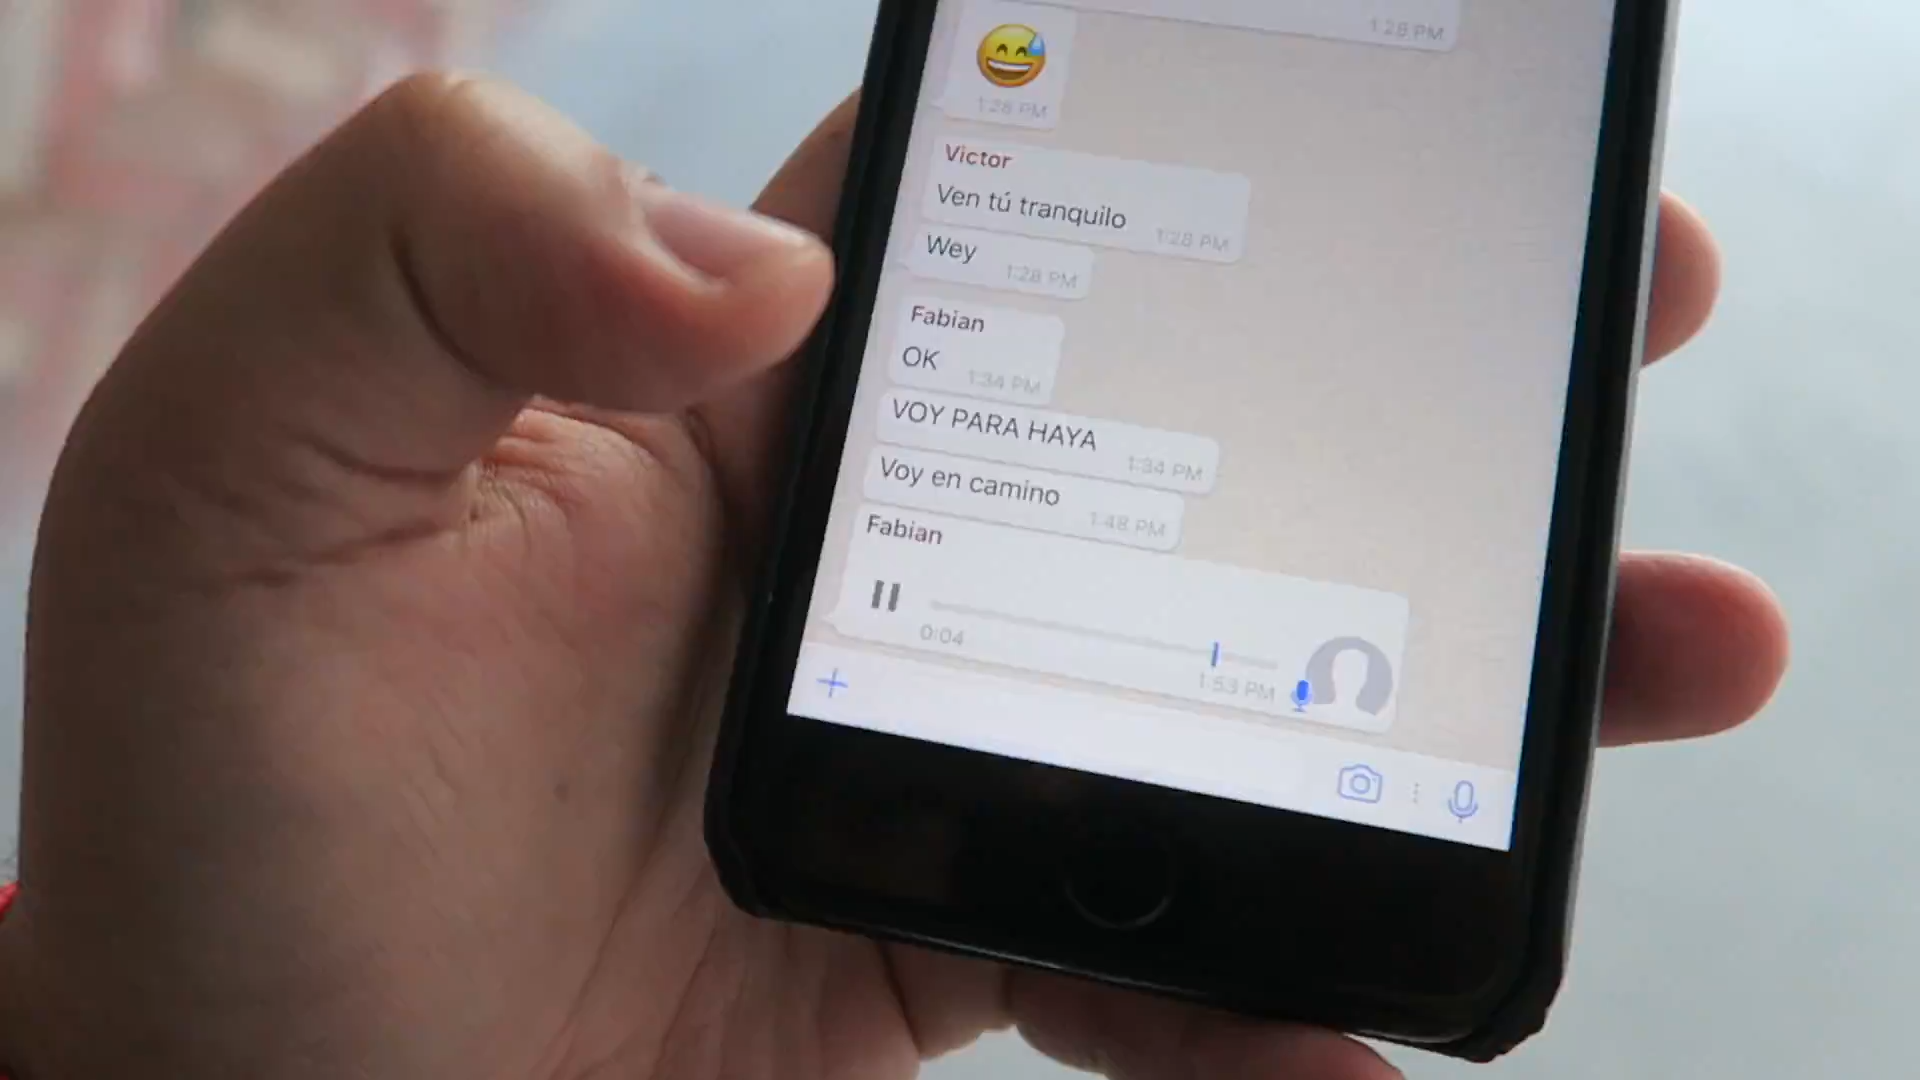 1:28 PM
1:28 PM
Victor
Ven tú tranquilo 1:28 PM
Wey 1:28 PM
Fabian
OK 1:34 PM
VOY PARA HAYA 1:34 PM
Voy en camino 1:48 PM
Fabian
0:04
1:53 PM